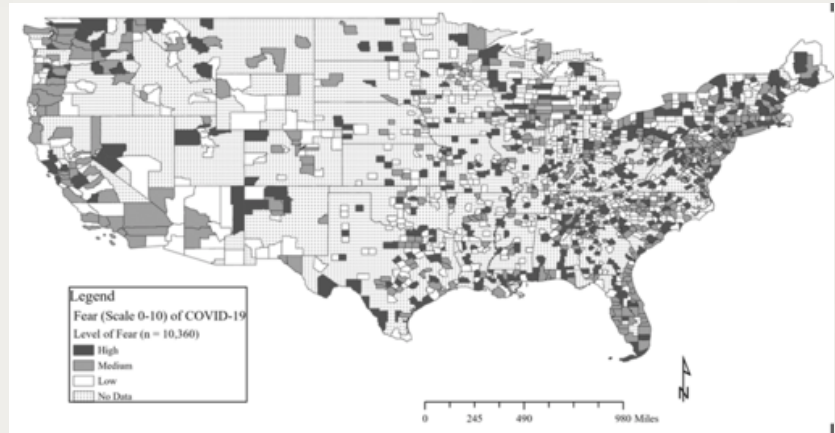 Legend
Fear (Scale 0-10) of COVID-19
Level of Fear (n = 10,360)
High
Medium
Low
No Data
N
0 245 490 980 Miles